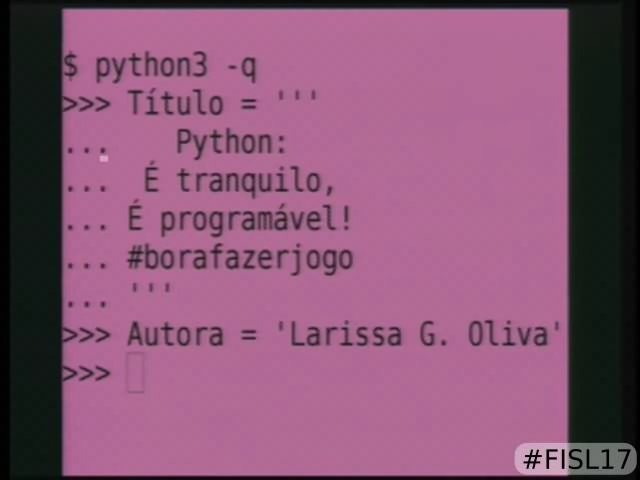 $ python3 -q
>>> Título = '''
...    Python:
...  É tranquilo,
... É programável!
... #borafazerjogo
... '''
>>> Autora = 'Larissa G. Oliva'
>>>
#FISL17